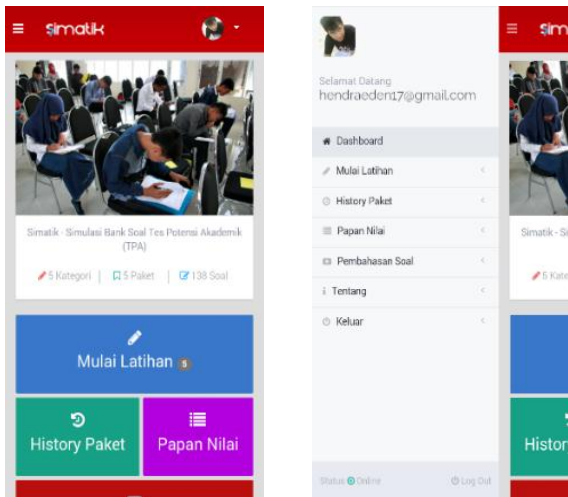 simatik
Simatik - Simulasi Bank Soal Tes Potensi Akademik
(TPA)
5 Kategori | 5 Paket | 138 Soal
Mulai Latihan 5
History Paket
Papan Nilai
Selamat Datang
hendraeden17@gmail.com
Dashboard
Mulai Latihan
History Paket
Papan Nilai
Pembahasan Soal
Tentang
Keluar
Status Online
Log Out
sim
Simatik - Si
5 Kate
Histor